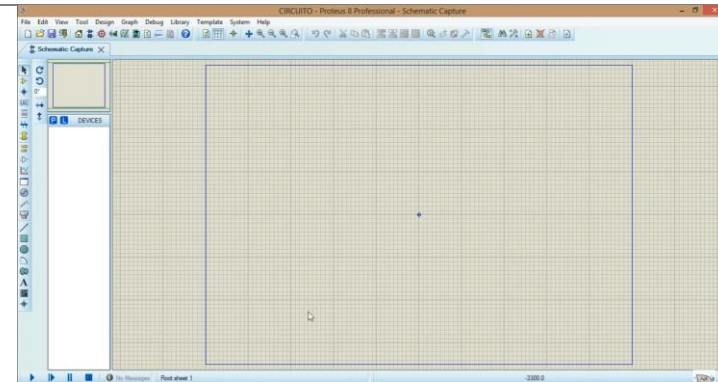 CIRCUITO - Proteus 8 Professional - Schematic Capture
File Edit View Tool Design Graph Debug Library Template System Help
Schematic Capture
0°
P L DEVICES
No Messages Root sheet 1 -3300.0